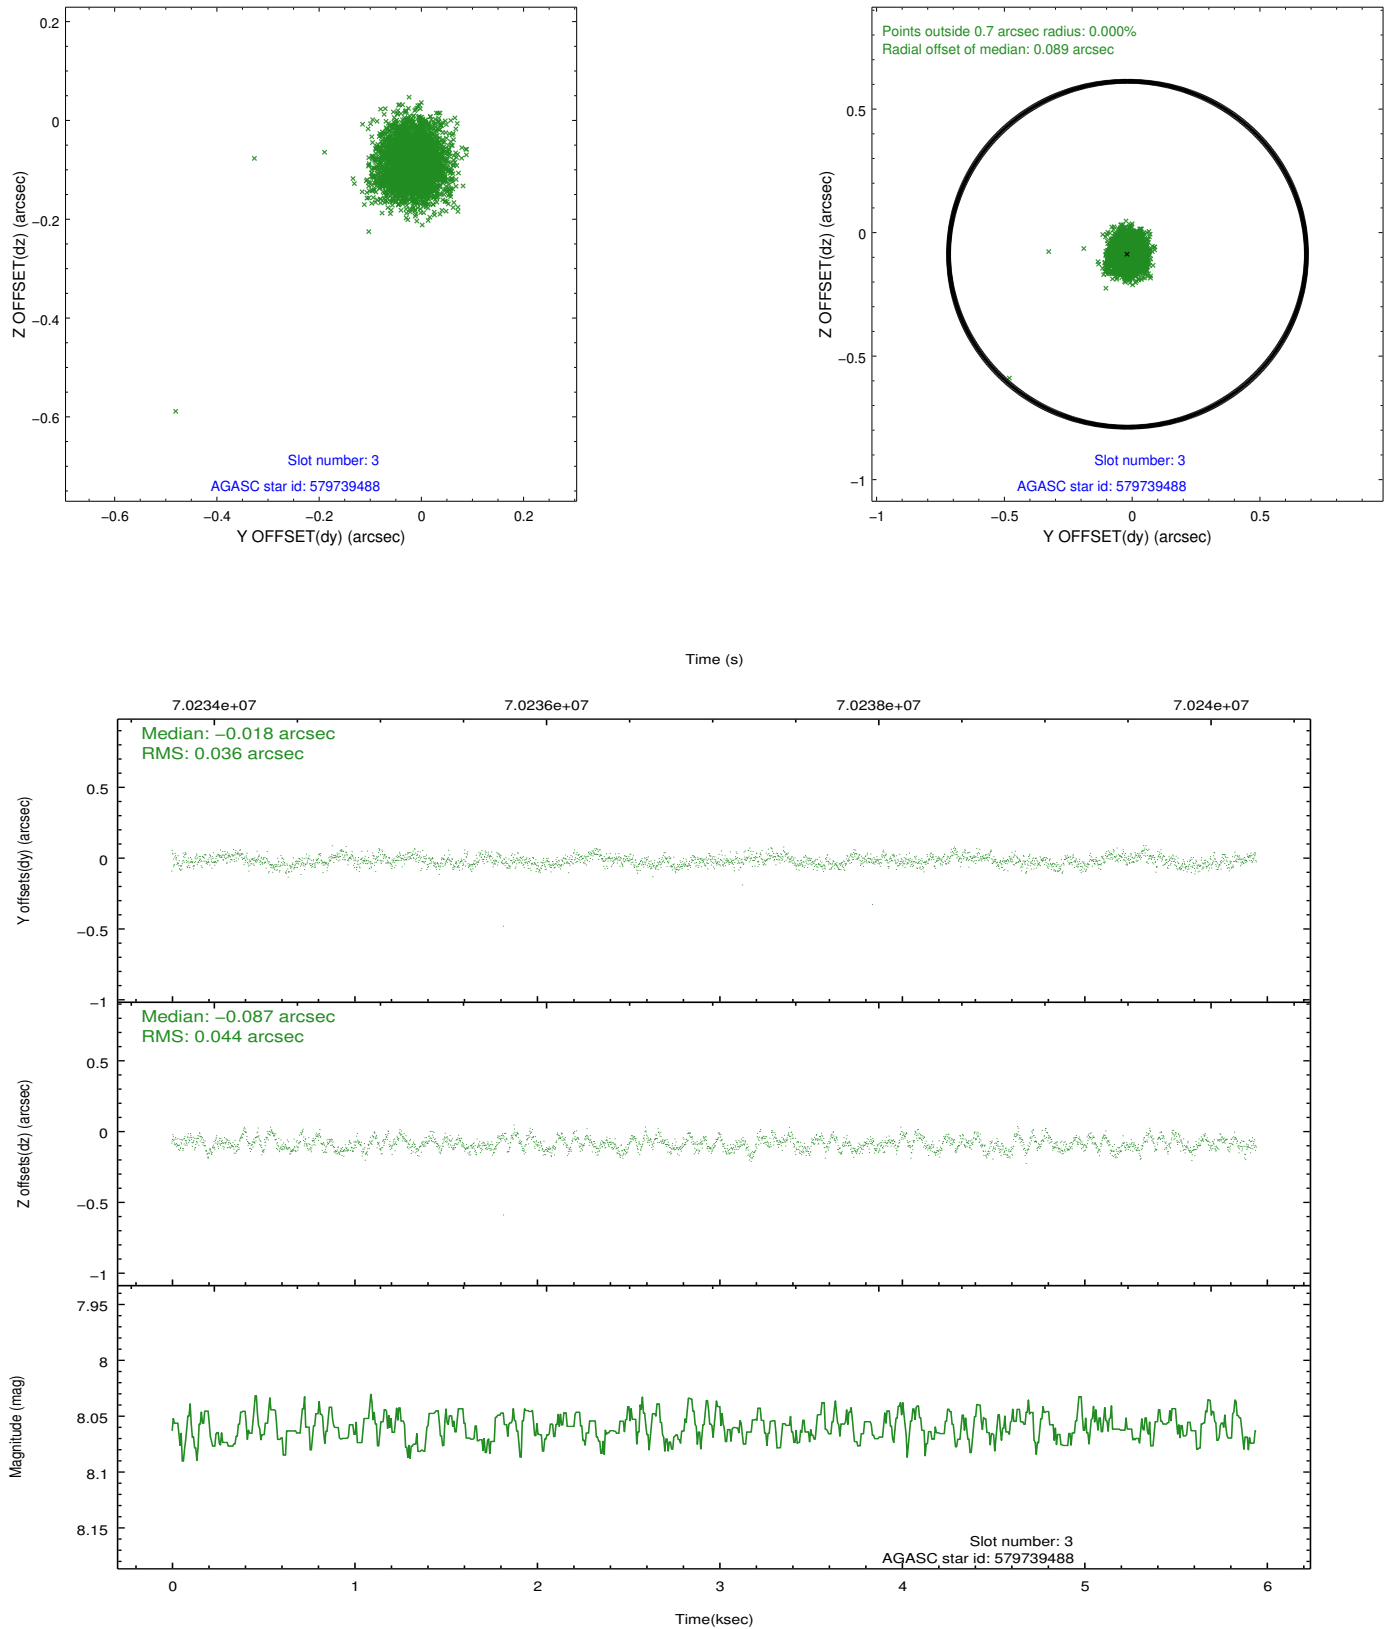 0.2
0
−0.2
−0.4
−0.6
Z OFFSET(dz) (arcsec)
Slot number: 3
AGASC star id: 579739488
−0.6 −0.4 −0.2 0 0.2
Y OFFSET(dy) (arcsec)
Points outside 0.7 arcsec radius: 0.000%
Radial offset of median: 0.089 arcsec
0.5
0
−0.5
−1
Z OFFSET(dz) (arcsec)
Slot number: 3
AGASC star id: 579739488
−1 −0.5 0 0.5
Y OFFSET(dy) (arcsec)
Time (s)
7.0234e+07 7.0236e+07 7.0238e+07 7.024e+07
Median: −0.018 arcsec
RMS: 0.036 arcsec
0.5
0
−0.5
−1
Y offsets(dy) (arcsec)
Median: −0.087 arcsec
RMS: 0.044 arcsec
0.5
0
−0.5
−1
Z offsets(dz) (arcsec)
7.95
8
8.05
8.1
8.15
Magnitude (mag)
Slot number: 3
AGASC star id: 579739488
0 1 2 3 4 5 6
Time(ksec)